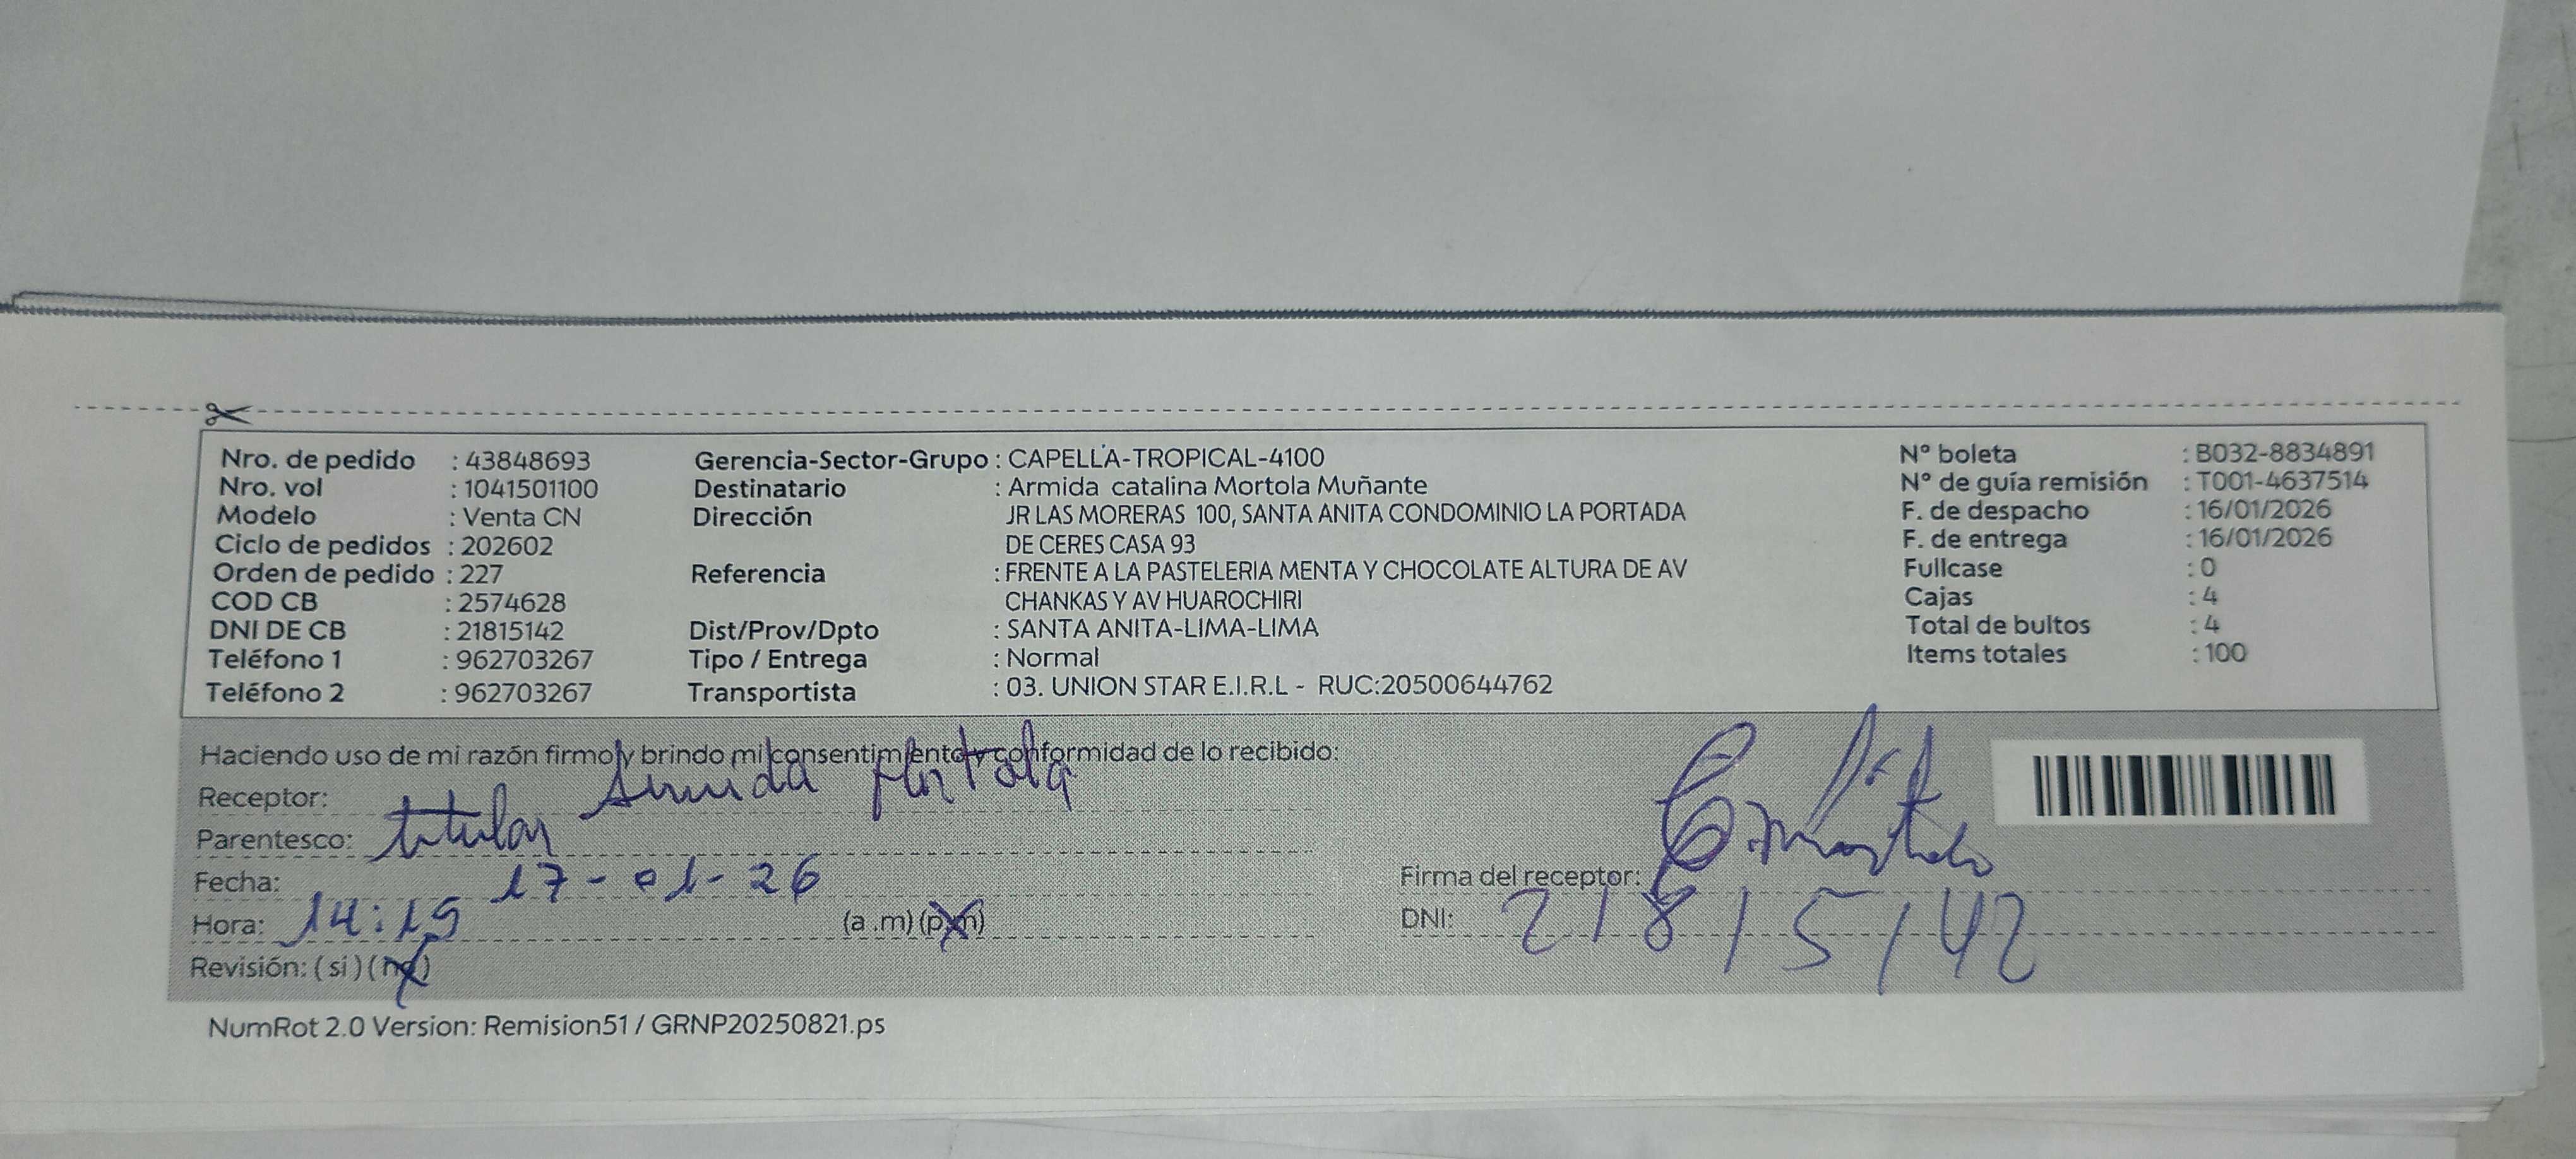 Nro. de pedido : 43848693
Nro. vol : 1041501100
Modelo : Venta CN
Ciclo de pedidos : 202602
Orden de pedido : 227
COD CB : 2574628
DNI DE CB : 21815142
Teléfono 1 : 962703267
Teléfono 2 : 962703267
Gerencia-Sector-Grupo : CAPELLA-TROPICAL-4100
Destinatario : Armida catalina Mortola Muñante
Dirección JR LAS MORERAS 100, SANTA ANITA CONDOMINIO LA PORTADA
DE CERES CASA 93
Referencia : FRENTE A LA PASTELERIA MENTA Y CHOCOLATE ALTURA DE AV
CHANKAS Y AV HUAROCHIRI
Dist/Prov/Dpto : SANTA ANITA-LIMA-LIMA
Tipo / Entrega : Normal
Transportista : 03. UNION STAR E.I.R.L - RUC:20500644762
N° boleta : B032-8834891
N° de guía remisión : T001-4637514
F. de despacho : 16/01/2026
F. de entrega : 16/01/2026
Fullcase : 0
Cajas : 4
Total de bultos : 4
Items totales : 100
Haciendo uso de mi razón firmo y brindo mi consentimiento y conformidad de lo recibido:
Receptor: Armida Mortola
Parentesco: titular
Fecha: 17-01-26
Hora: 14:15 (a .m) (p.m)
Revisión: (si) (no)
Firma del receptor:
DNI: 21815142
NumRot 2.0 Version: Remision51 / GRNP20250821.ps